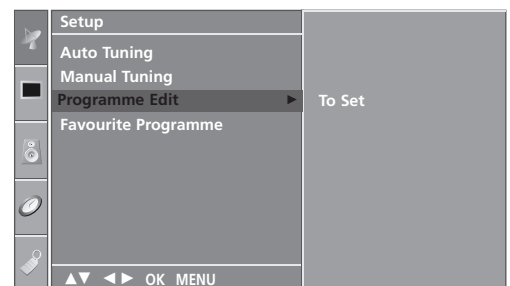 Setup
Auto Tuning
Manual Tuning
Programme Edit ► To Set
Favourite Programme
▲▼ ◄► OK MENU